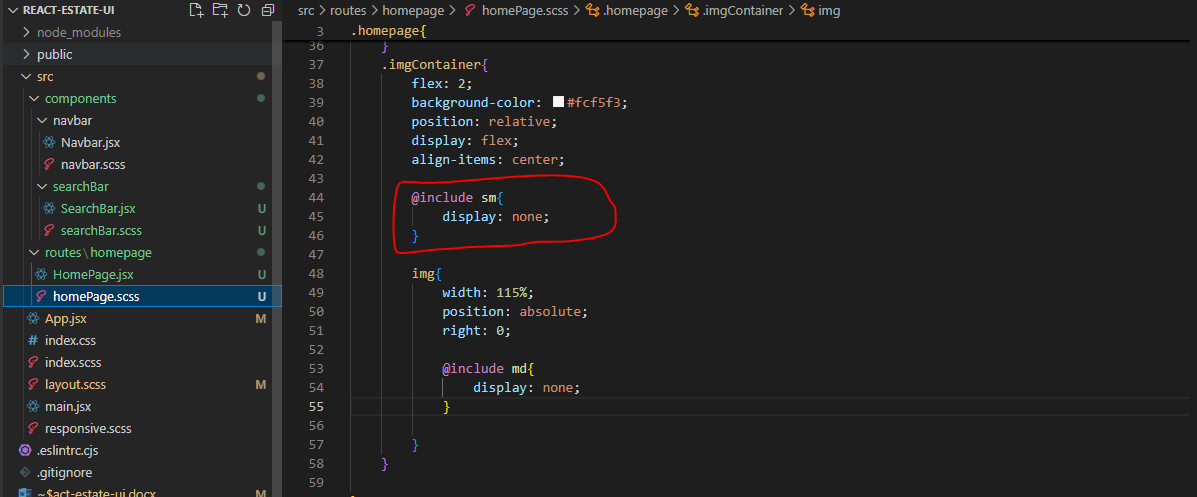 REACT-ESTATE-UI
node_modules
public
src
components
navbar
Navbar.jsx
navbar.scss
searchBar
SearchBar.jsx U
searchBar.scss U
routes\homepage
HomePage.jsx U
homePage.scss U
App.jsx M
index.css
index.scss
layout.scss M
main.jsx
responsive.scss
.eslintrc.cjs
.gitignore
~$act-estate-ui.docx M
src > routes > homepage > homePage.scss > .homepage > .imgContainer > img
3 .homepage{
36 }
37 .imgContainer{
38 flex: 2;
39 background-color: #fcf5f3;
40 position: relative;
41 display: flex;
42 align-items: center;
43
44 @include sm{
45 display: none;
46 }
47
48 img{
49 width: 115%;
50 position: absolute;
51 right: 0;
52
53 @include md{
54 display: none;
55 }
56
57 }
58 }
59